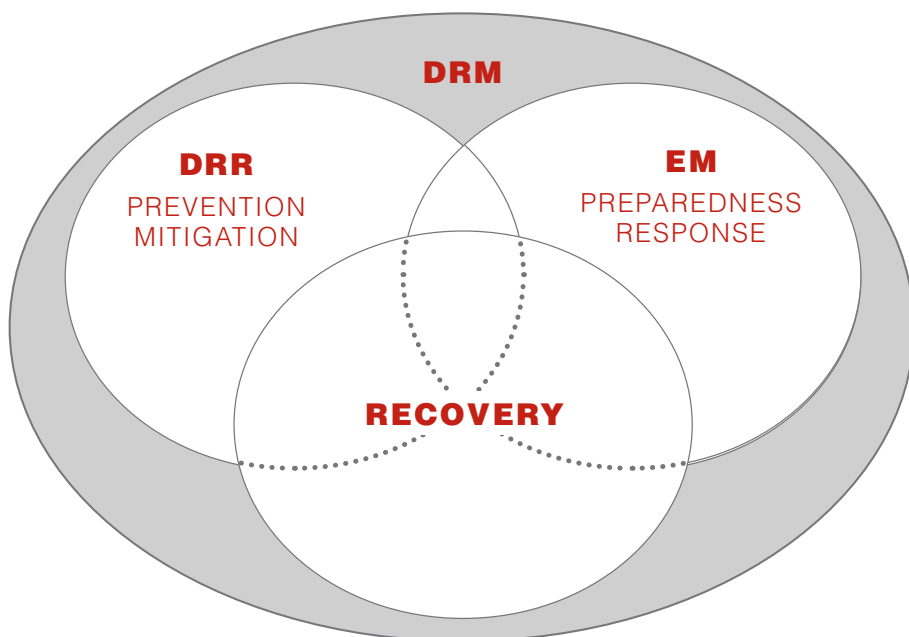 DRM
DRR
PREVENTION
MITIGATION
EM
PREPAREDNESS
RESPONSE
RECOVERY